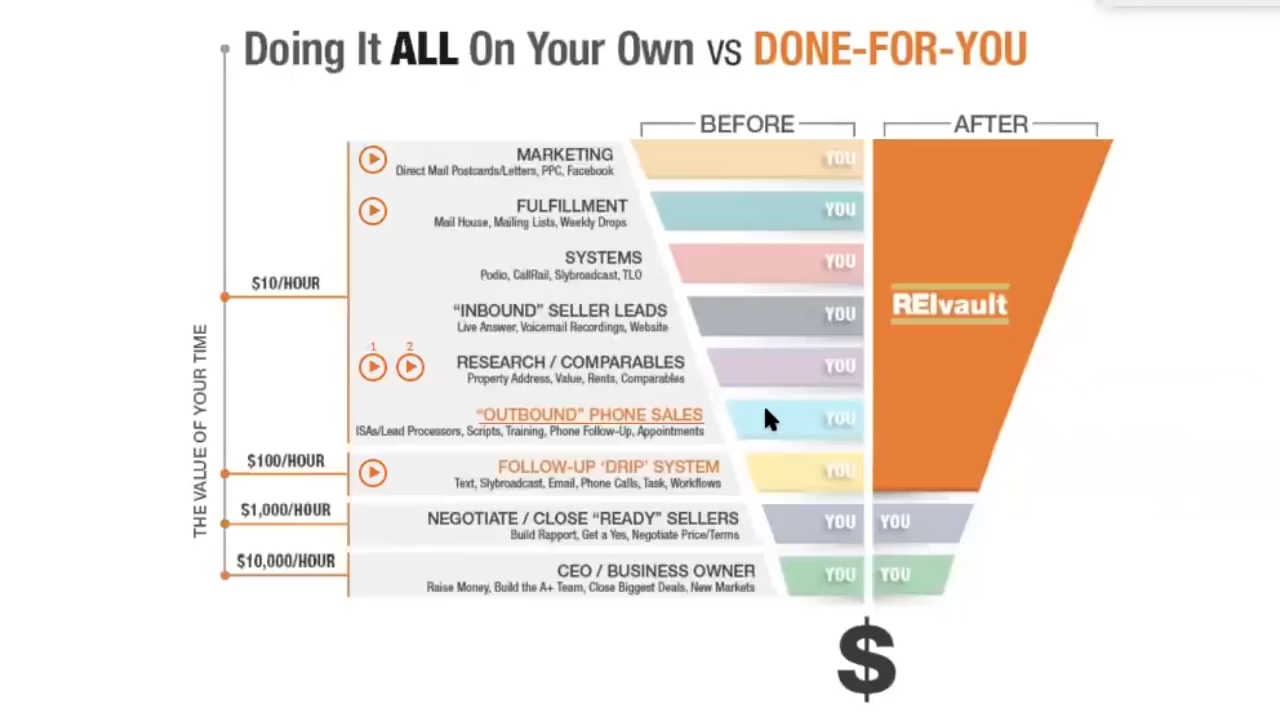 Doing It ALL On Your Own VS DONE-FOR-YOU
BEFORE
AFTER
MARKETING
Direct Mail Postcards/Letters, PPC, Facebook
YOU
FULFILLMENT
Mail House, Mailing Lists, Weekly Drops
YOU
SYSTEMS
Podio, CallRail, Slybroadcast, TLO
YOU
$10/HOUR
"INBOUND" SELLER LEADS
Live Answer, Voicemail Recordings, Website
YOU
REIvault
1 2
RESEARCH / COMPARABLES
Property Address, Value, Rents, Comparables
YOU
"OUTBOUND" PHONE SALES
ISAs/Lead Processors, Scripts, Training, Phone Follow-Up, Appointments
YOU
$100/HOUR
FOLLOW-UP 'DRIP' SYSTEM
Text, Slybroadcast, Email, Phone Calls, Task, Workflows
YOU
$1,000/HOUR
NEGOTIATE / CLOSE "READY" SELLERS
Build Rapport, Get a Yes, Negotiate Price/Terms
YOU YOU
$10,000/HOUR
CEO / BUSINESS OWNER
Raise Money, Build the A+ Team, Close Biggest Deals, New Markets
YOU YOU
THE VALUE OF YOUR TIME
$